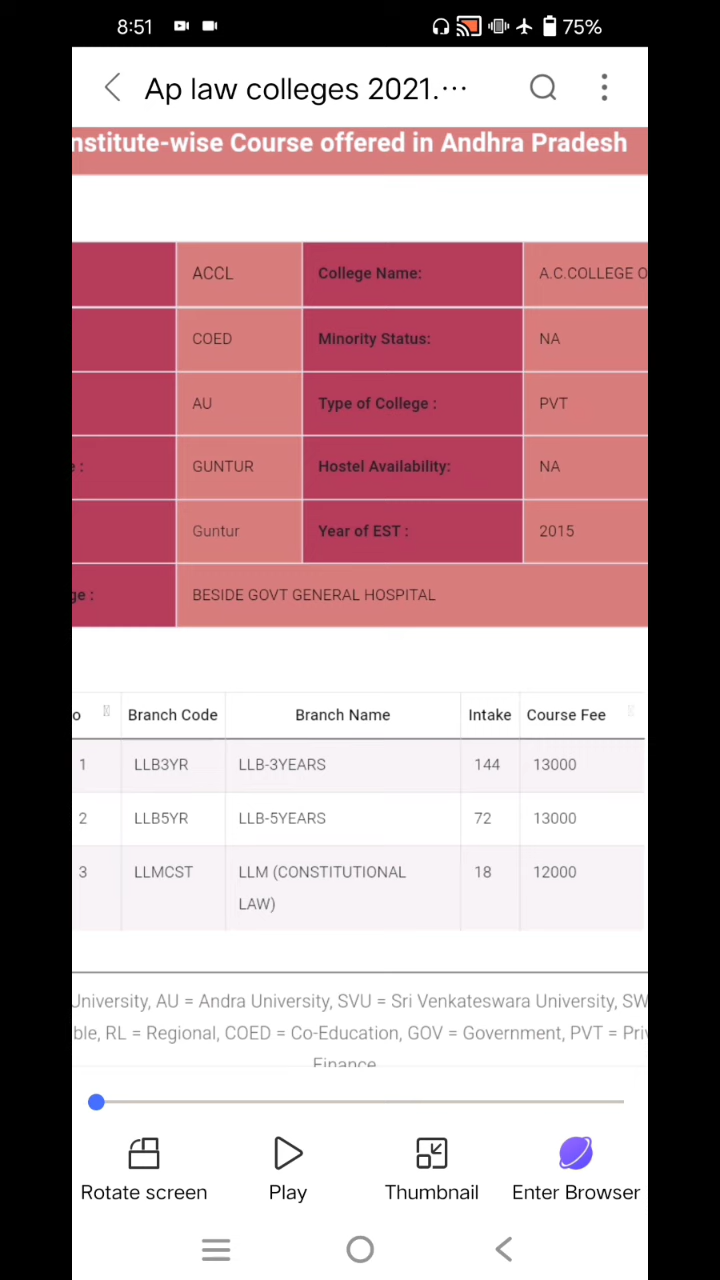 8:51 75%
Ap law colleges 2021.···
nstitute-wise Course offered in Andhra Pradesh
ACCL College Name: A.C.COLLEGE O
COED Minority Status: NA
AU Type of College : PVT
e : GUNTUR Hostel Availability: NA
Guntur Year of EST : 2015
ge : BESIDE GOVT GENERAL HOSPITAL
o Branch Code Branch Name Intake Course Fee
1 LLB3YR LLB-3YEARS 144 13000
2 LLB5YR LLB-5YEARS 72 13000
3 LLMCST LLM (CONSTITUTIONAL 18 12000
LAW)
University, AU = Andra University, SVU = Sri Venkateswara University, SW
ble, RL = Regional, COED = Co-Education, GOV = Government, PVT = Priv
Finance
Rotate screen Play Thumbnail Enter Browser